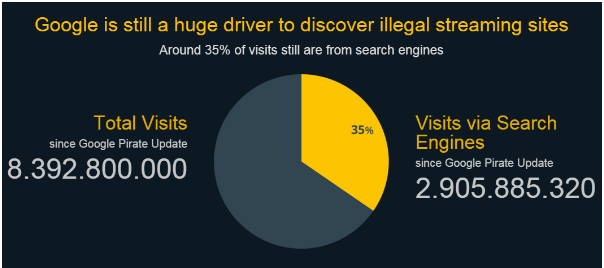 Google is still a huge driver to discover illegal streaming sites
Around 35% of visits still are from search engines
Total Visits
since Google Pirate Update
8.392.800.000
35%
Visits via Search
Engines
since Google Pirate Update
2.905.885.320